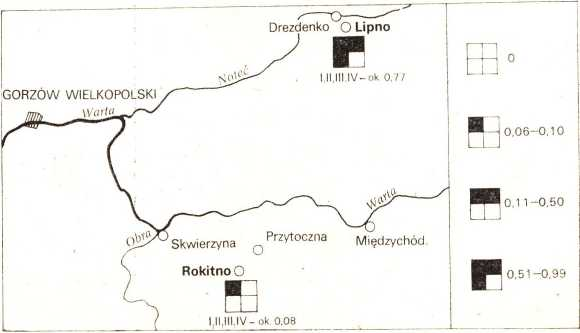 Drezdenko
Lipno
I,II,III,IV – ok. 0,77
Noteć
GORZÓW WIELKOPOLSKI
Warta
Warta
Obra
Skwierzyna
Przytoczna
Międzychód.
Rokitno
I,II,III,IV – ok. 0,08
0
0,06–0,10
0,11–0,50
0,51–0,99